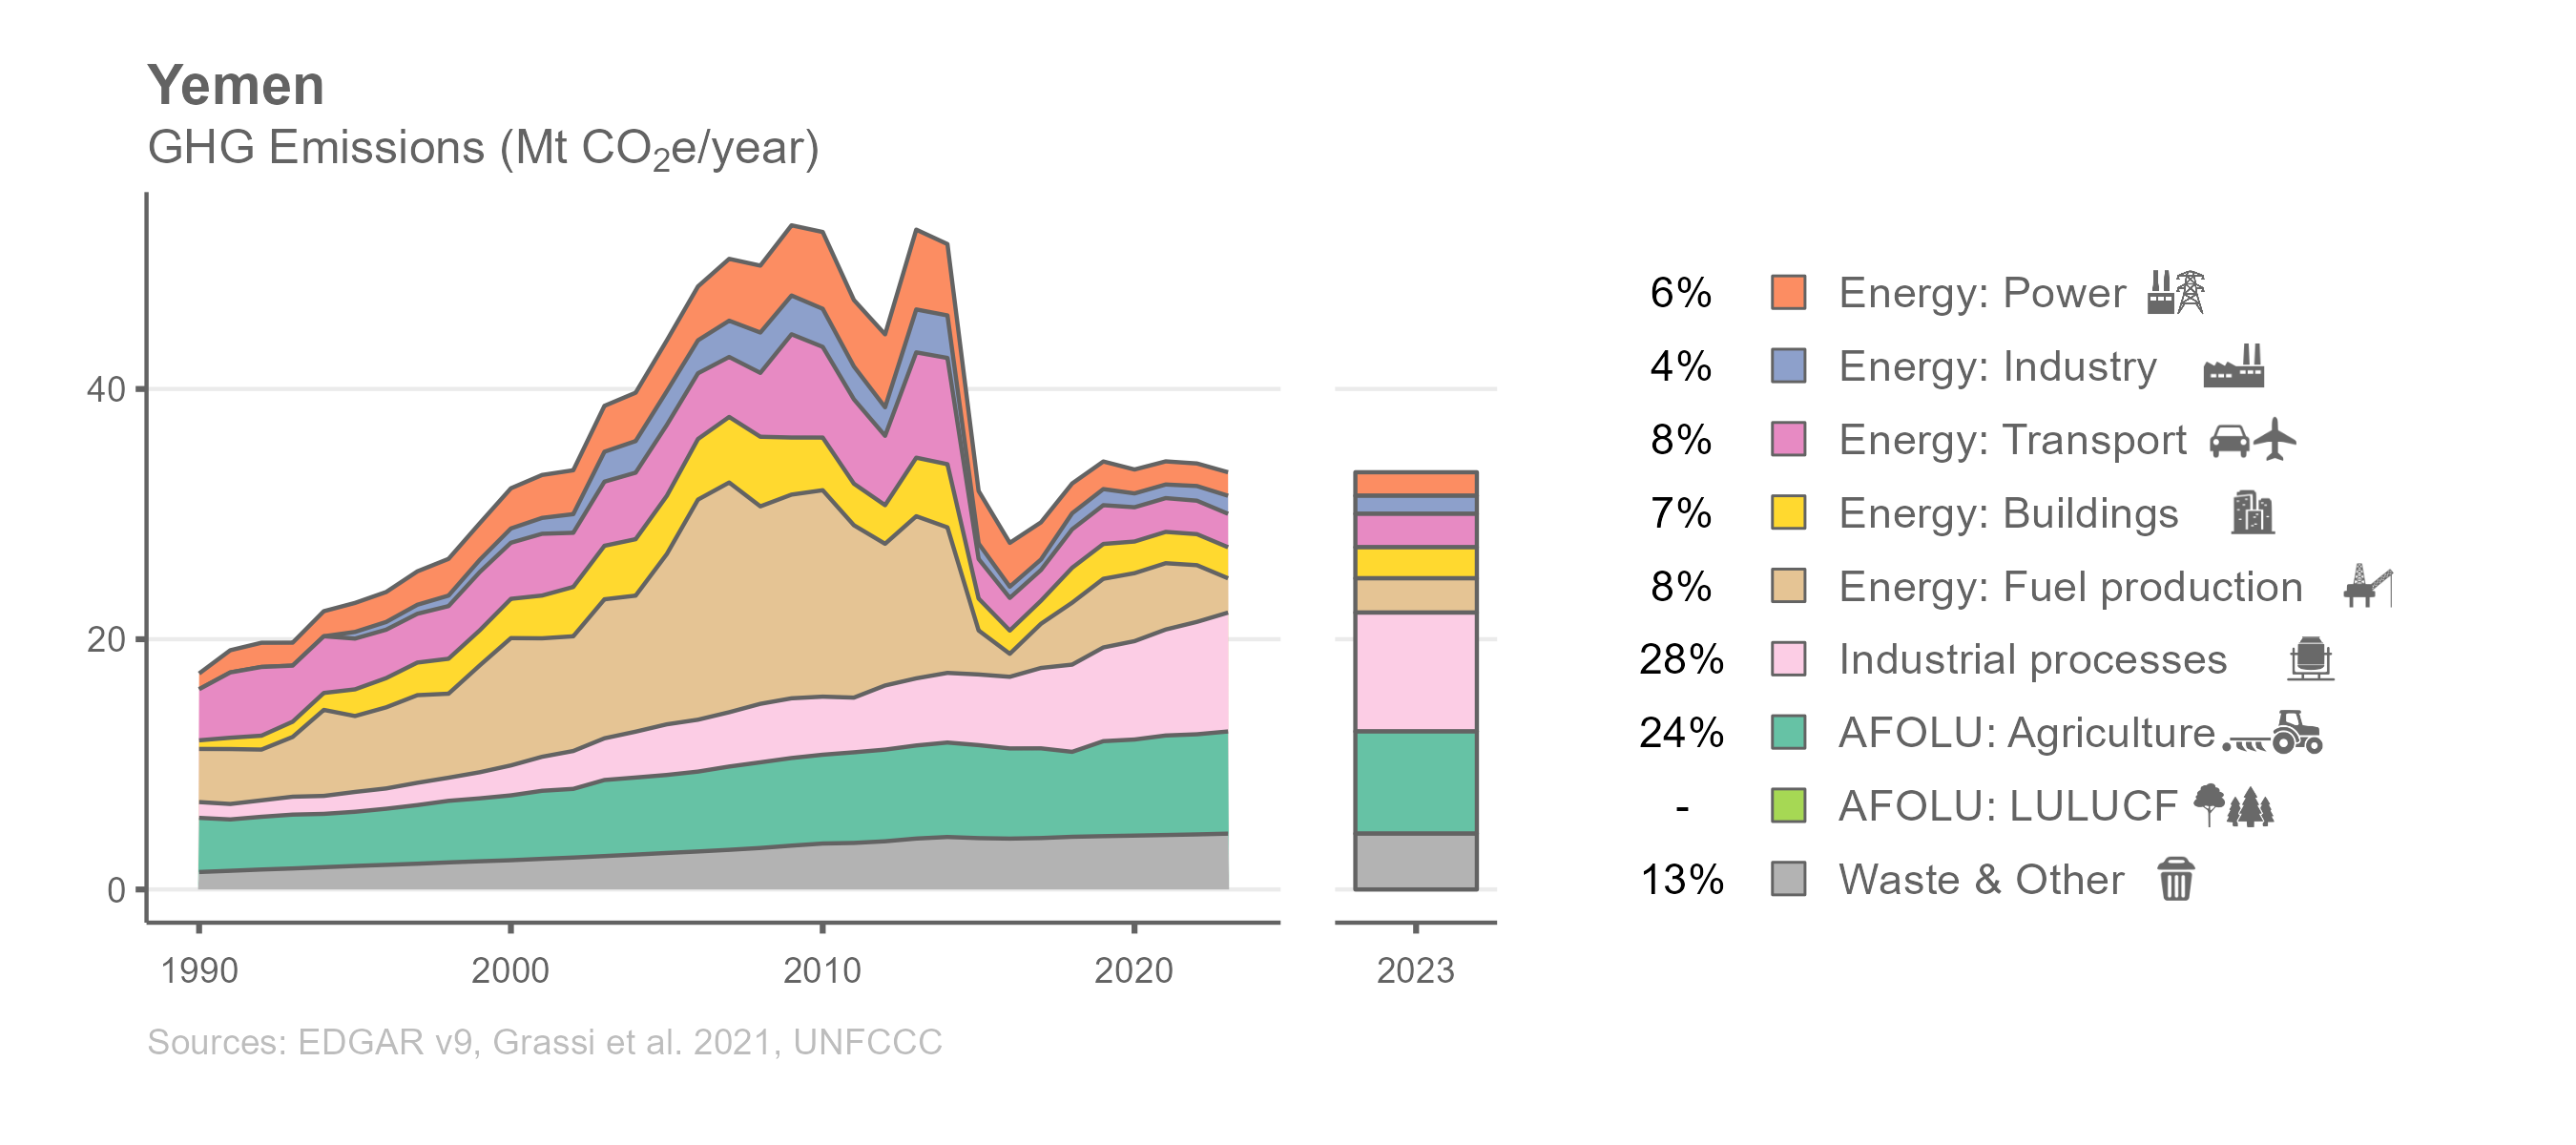 Yemen
GHG Emissions (Mt CO₂e/year)
40
20
0
1990 2000 2010 2020 2023
6% Energy: Power
4% Energy: Industry
8% Energy: Transport
7% Energy: Buildings
8% Energy: Fuel production
28% Industrial processes
24% AFOLU: Agriculture
- AFOLU: LULUCF
13% Waste & Other
Sources: EDGAR v9, Grassi et al. 2021, UNFCCC